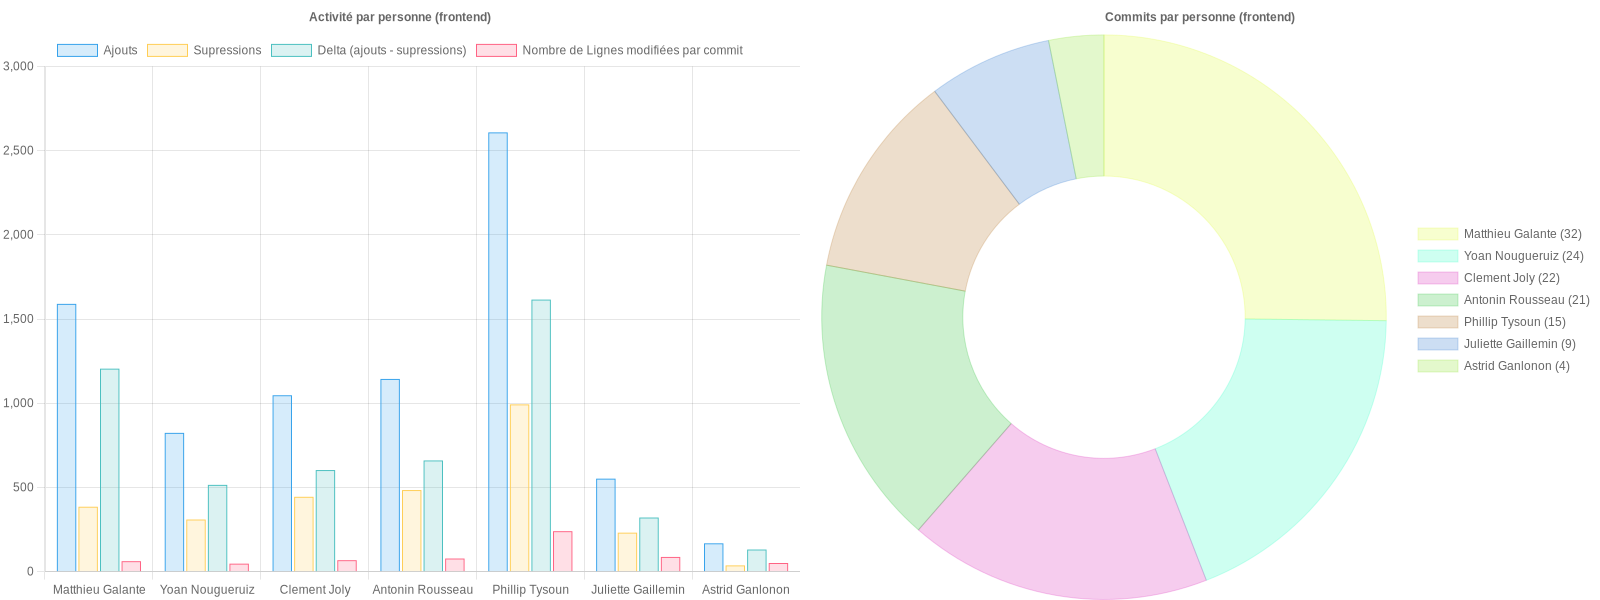 Activité par personne (frontend)
Ajouts Supressions Delta (ajouts - supressions) Nombre de Lignes modifiées par commit
3,000
2,500
2,000
1,500
1,000
500
0
Matthieu Galante Yoan Nougueruiz Clement Joly Antonin Rousseau Phillip Tysoun Juliette Gaillemin Astrid Ganlonon
Commits par personne (frontend)
Matthieu Galante (32)
Yoan Nougueruiz (24)
Clement Joly (22)
Antonin Rousseau (21)
Phillip Tysoun (15)
Juliette Gaillemin (9)
Astrid Ganlonon (4)